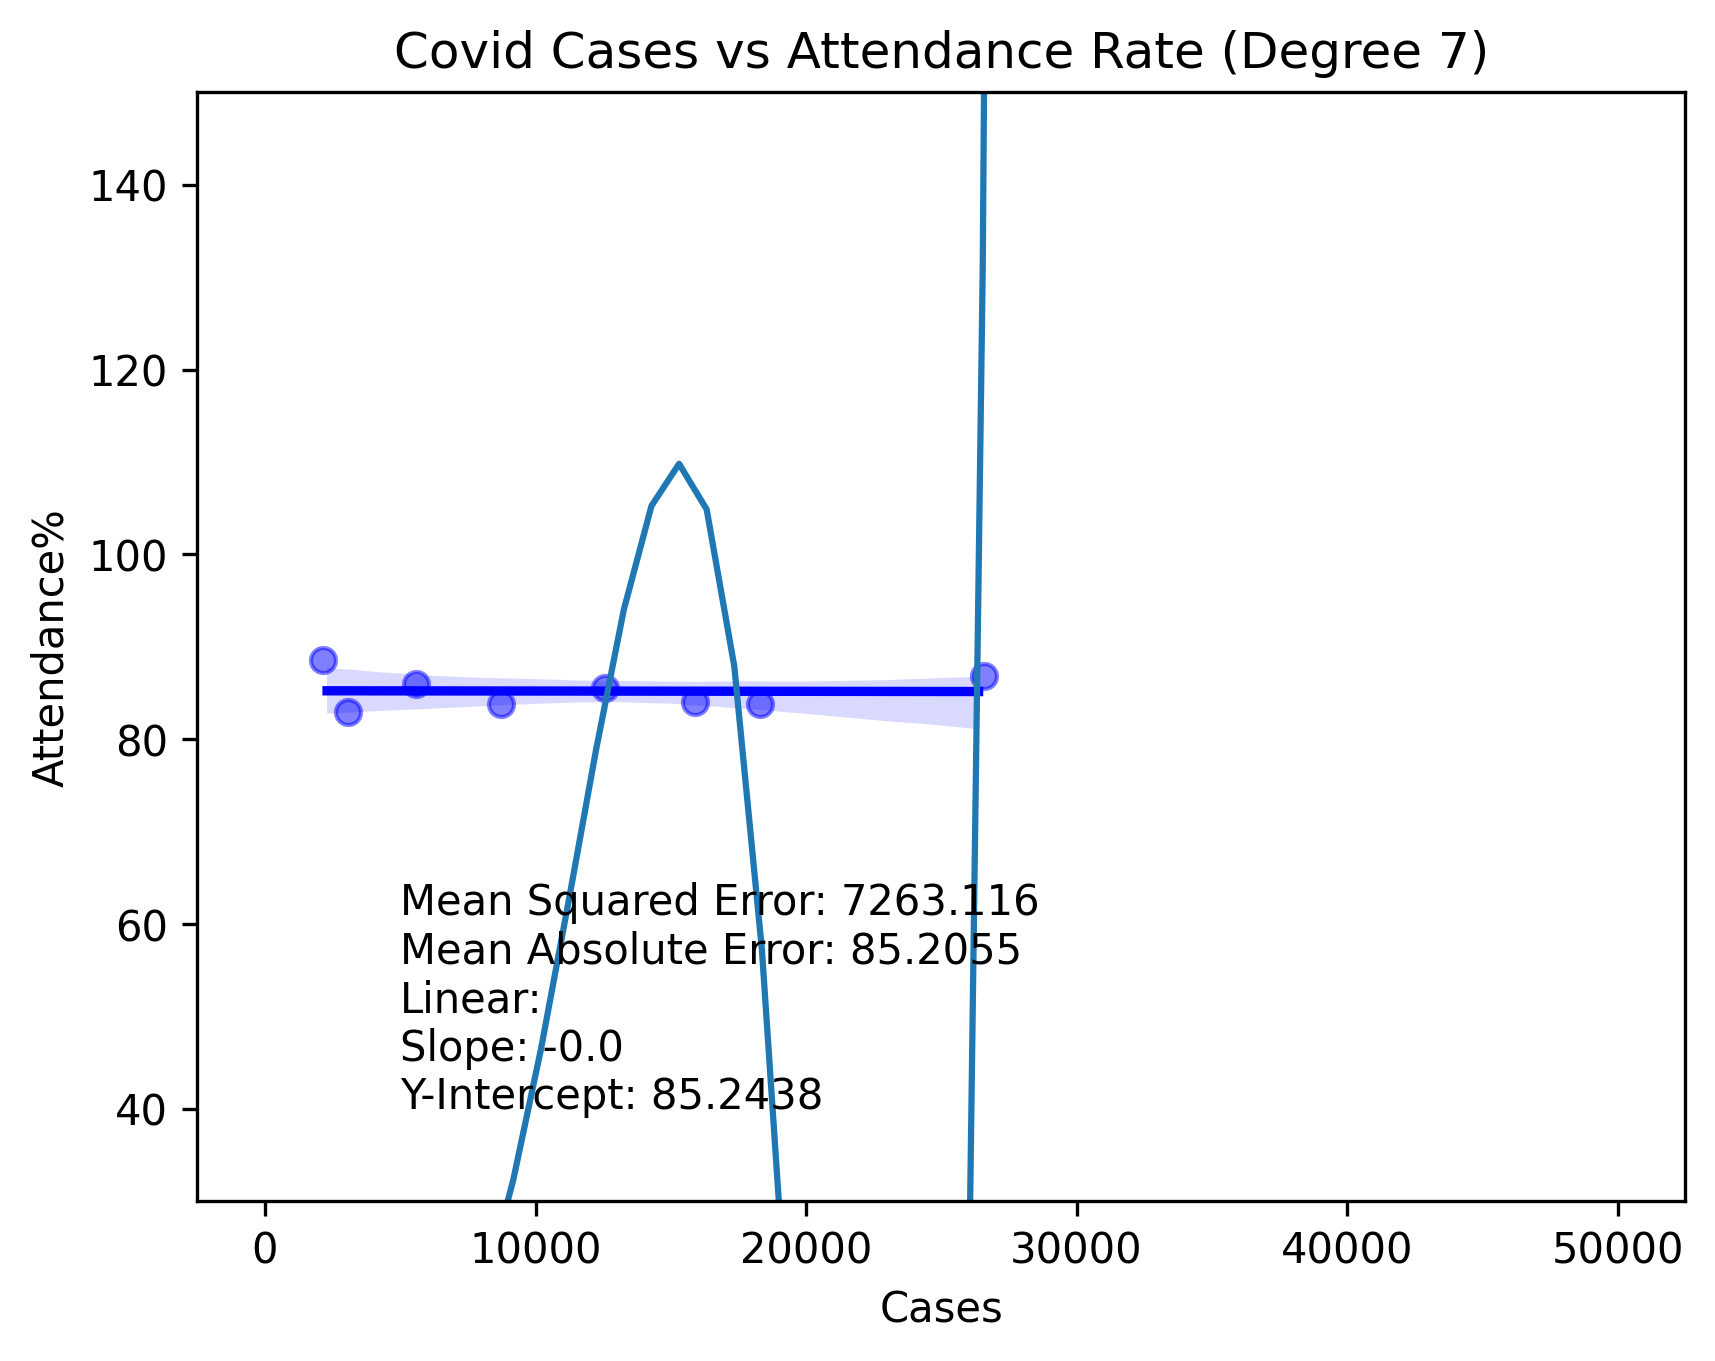 Covid Cases vs Attendance Rate (Degree 7)
140
120
100
80
60
40
Attendance%
Mean Squared Error: 7263.116
Mean Absolute Error: 85.2055
Linear:
Slope: -0.0
Y-Intercept: 85.2438
0 10000 20000 30000 40000 50000
Cases